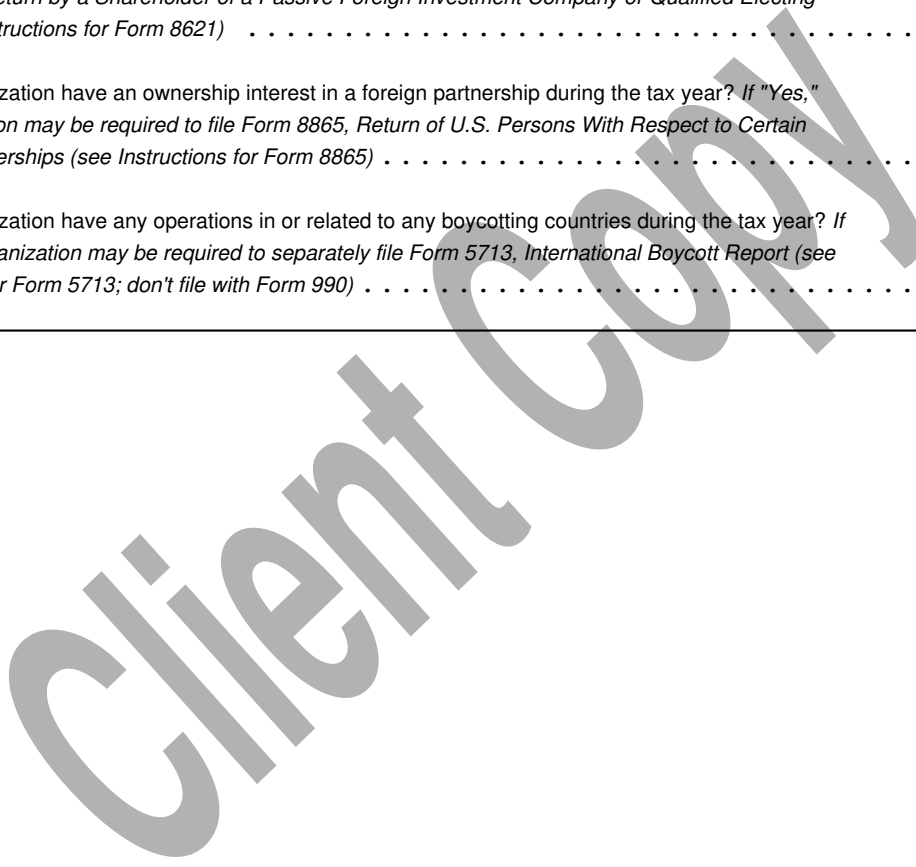 eturn by a Shareholder of a Passive Foreign Investment Company or Qualified Electing
tructions for Form 8621) . . . . . . . . . . . . . . . . . . . . . . . . . . . . . . . . . . .
zation have an ownership interest in a foreign partnership during the tax year? If "Yes,"
on may be required to file Form 8865, Return of U.S. Persons With Respect to Certain
erships (see Instructions for Form 8865) . . . . . . . . . . . . . . . . . . . . . . . . . . . .
zation have any operations in or related to any boycotting countries during the tax year? If
anization may be required to separately file Form 5713, International Boycott Report (see
r Form 5713; don't file with Form 990) . . . . . . . . . . . . . . . . . . . . . . . . . . . . .
Client Copy